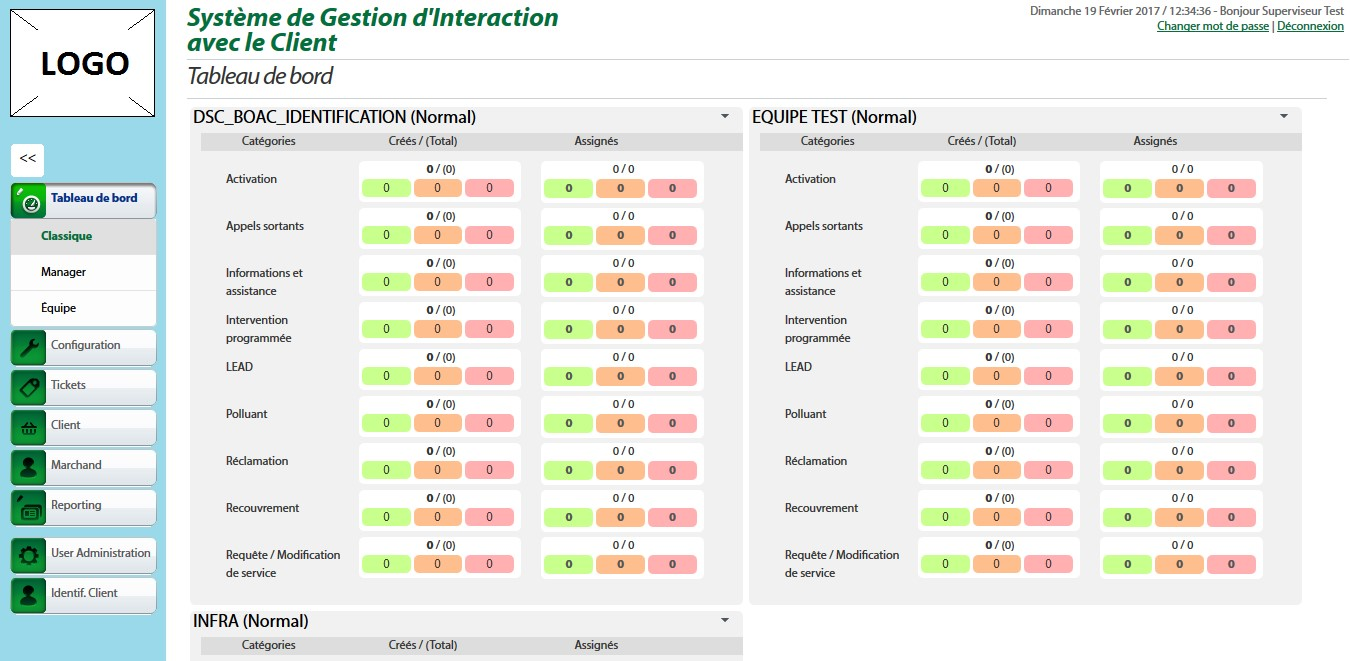 LOGO
<<
Tableau de bord
Classique
Manager
Équipe
Configuration
Tickets
Client
Marchand
Reporting
User Administration
Identif. Client
Système de Gestion d'Interaction
avec le Client
Dimanche 19 Février 2017 / 12:34:36 - Bonjour Superviseur Test
Changer mot de passe | Déconnexion
Tableau de bord
DSC_BOAC_IDENTIFICATION (Normal)
Catégories Créés / (Total) Assignés
0 / (0) 0 / 0
Activation
0 0 0 0 0 0
0 / (0) 0 / 0
Appels sortants
0 0 0 0 0 0
0 / (0) 0 / 0
Informations et
0 0 0 0 0 0
assistance
0 / (0) 0 / 0
Intervention
0 0 0 0 0 0
programmée
0 / (0) 0 / 0
LEAD
0 0 0 0 0 0
0 / (0) 0 / 0
Polluant
0 0 0 0 0 0
0 / (0) 0 / 0
Réclamation
0 0 0 0 0 0
0 / (0) 0 / 0
Recouvrement
0 0 0 0 0 0
0 / (0) 0 / 0
Requête / Modification
0 0 0 0 0 0
de service
EQUIPE TEST (Normal)
Catégories Créés / (Total) Assignés
0 / (0) 0 / 0
Activation
0 0 0 0 0 0
0 / (0) 0 / 0
Appels sortants
0 0 0 0 0 0
0 / (0) 0 / 0
Informations et
0 0 0 0 0 0
assistance
0 / (0) 0 / 0
Intervention
0 0 0 0 0 0
programmée
0 / (0) 0 / 0
LEAD
0 0 0 0 0 0
0 / (0) 0 / 0
Polluant
0 0 0 0 0 0
0 / (0) 0 / 0
Réclamation
0 0 0 0 0 0
0 / (0) 0 / 0
Recouvrement
0 0 0 0 0 0
0 / (0) 0 / 0
Requête / Modification
0 0 0 0 0 0
de service
INFRA (Normal)
Catégories Créés / (Total) Assignés